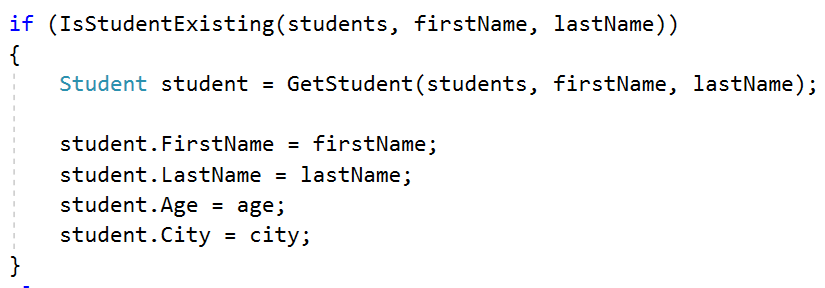 if (IsStudentExisting(students, firstName, lastName))
{
    Student student = GetStudent(students, firstName, lastName);

    student.FirstName = firstName;
    student.LastName = lastName;
    student.Age = age;
    student.City = city;
}